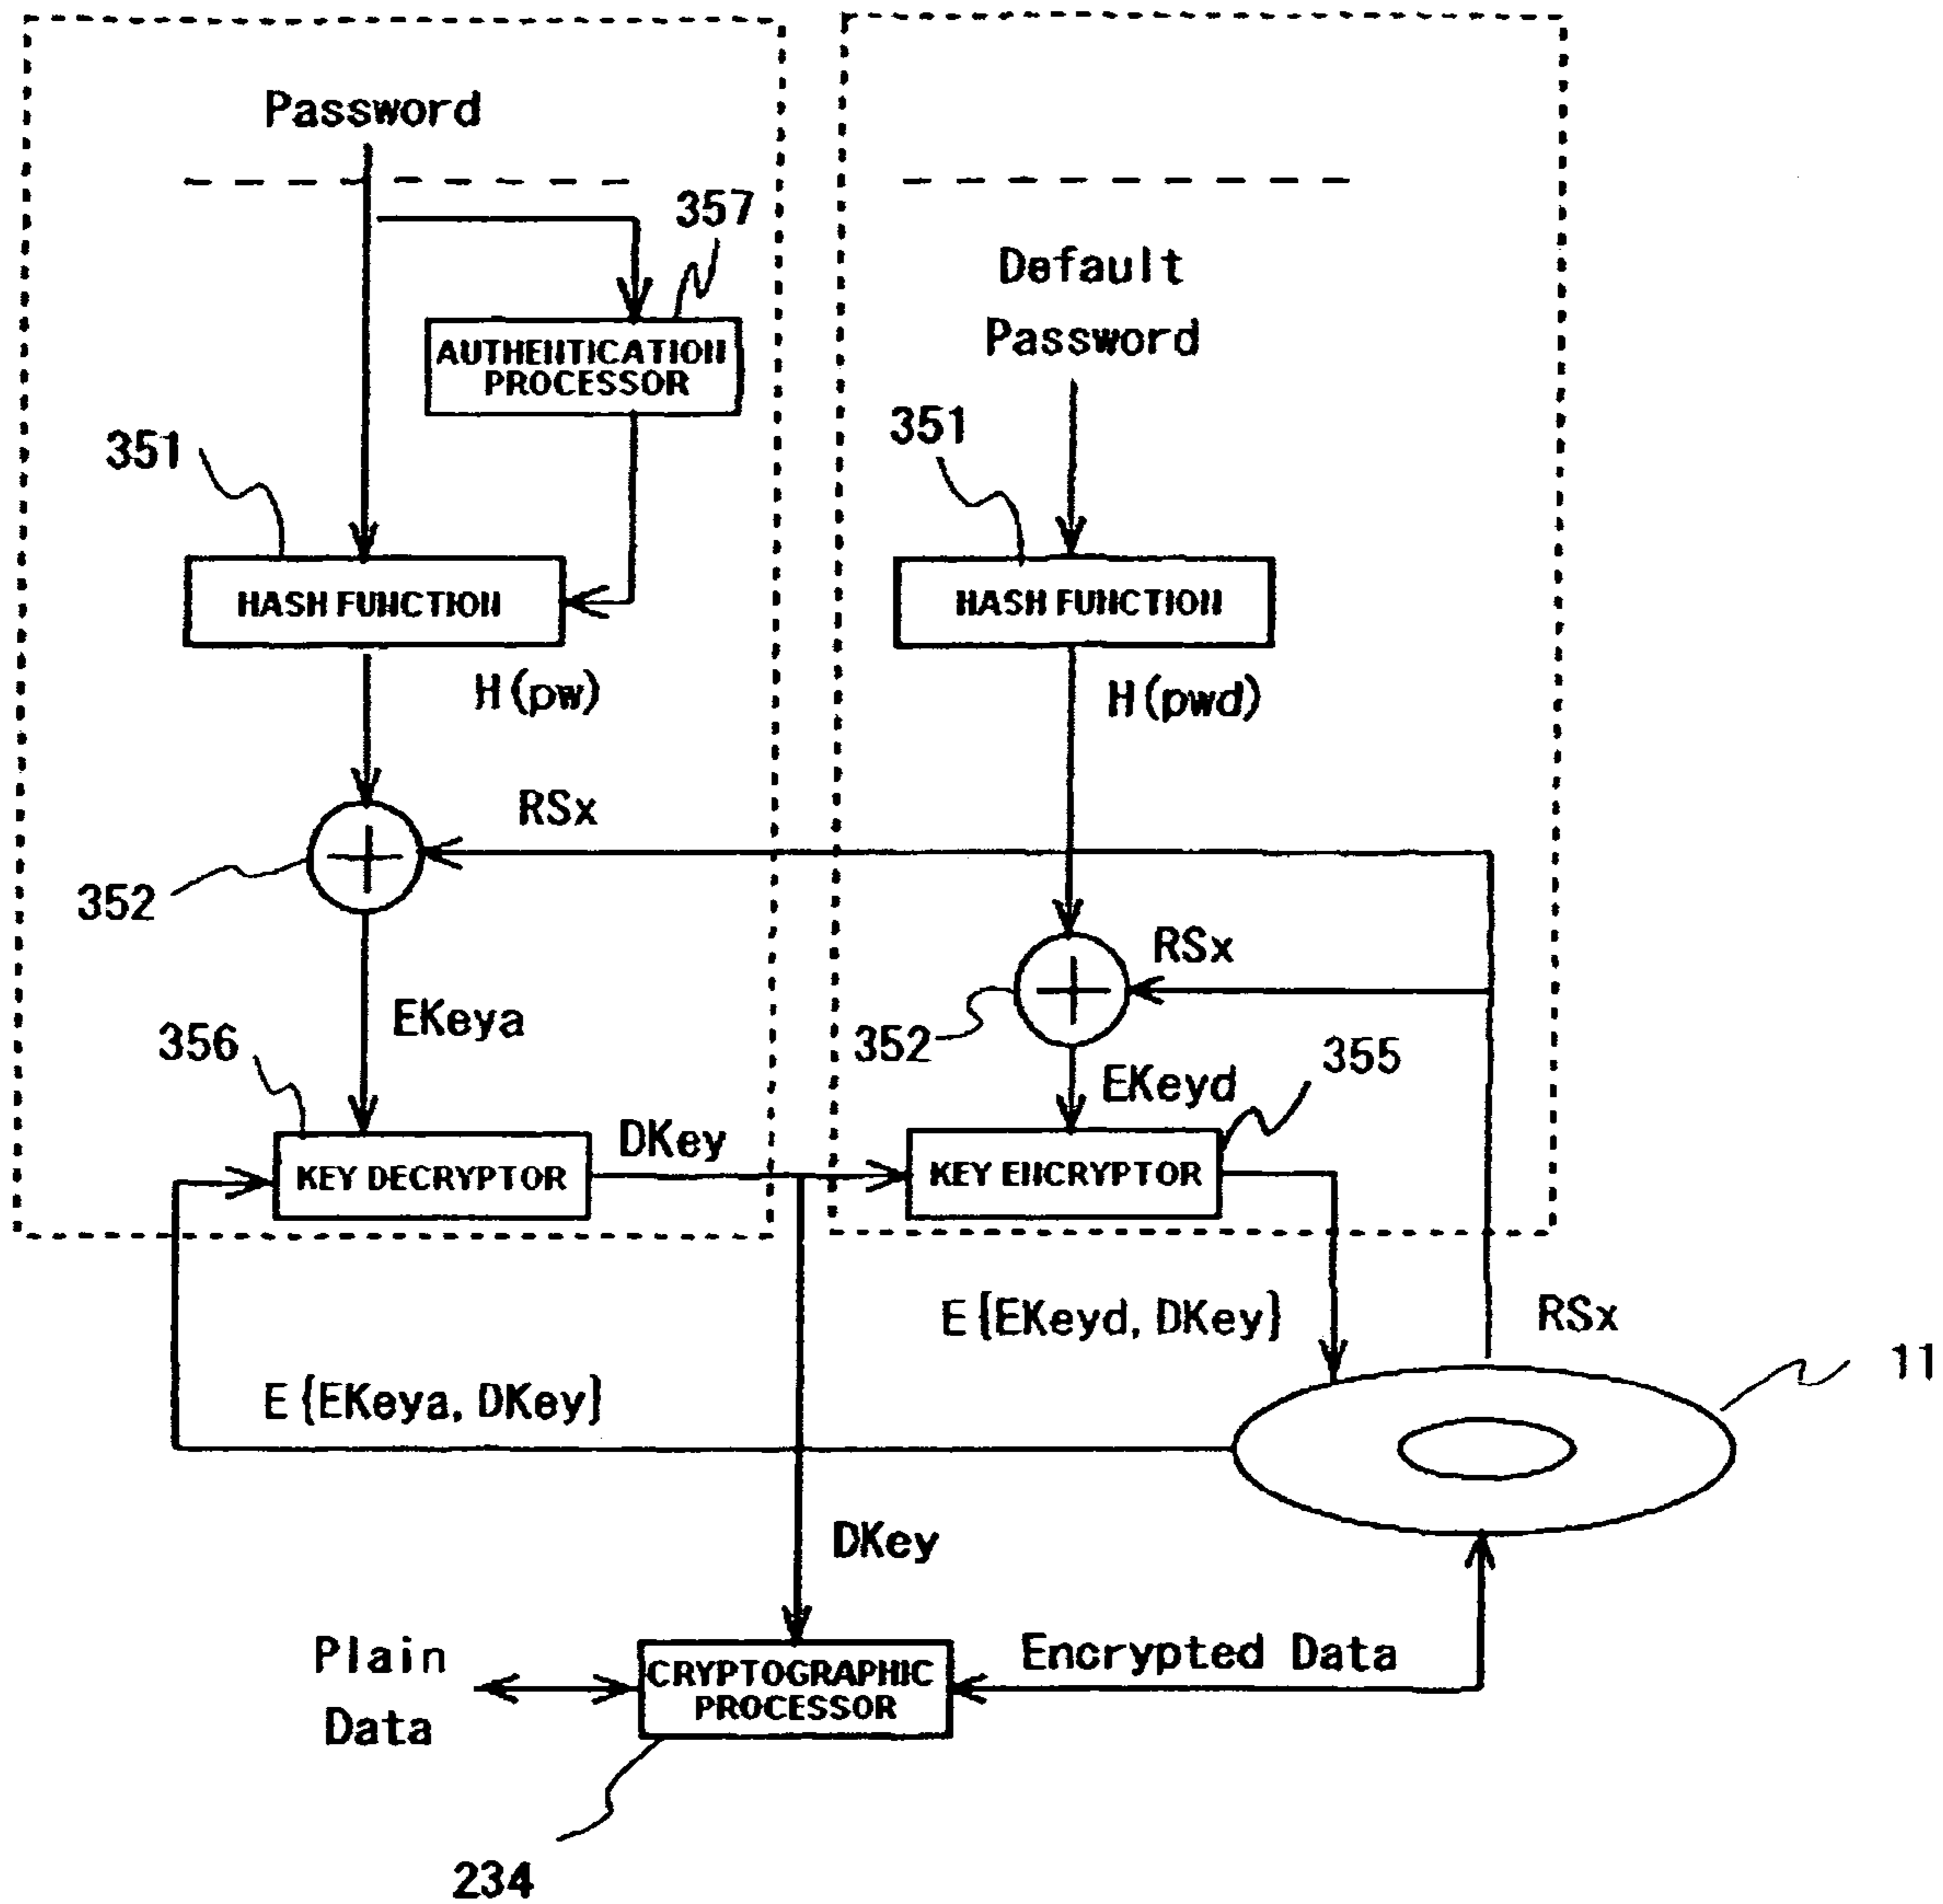 Password
357
Default
Password
AUTHENTICATION
PROCESSOR
351
351
HASH FUNCTION
HASH FUNCTION
H(pw)
H(pwd)
RSx
352
RSx
EKeya
352
356
355
EKeyd
DKey
KEY DECRYPTOR
KEY ENCRYPTOR
E{EKeyd, DKey}
RSx
11
E{EKeya, DKey}
DKey
Plain
Data
CRYPTOGRAPHIC
PROCESSOR
Encrypted Data
234